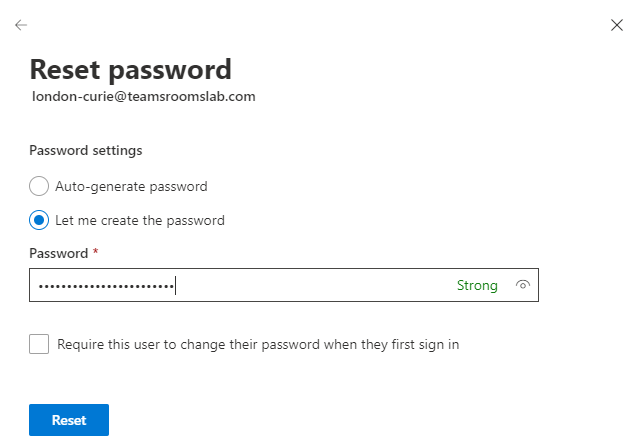 Reset password
london-curie@teamsroomslab.com
Password settings
Auto-generate password
Let me create the password
Password *
•••••••••••••••••••••••• Strong
Require this user to change their password when they first sign in
Reset